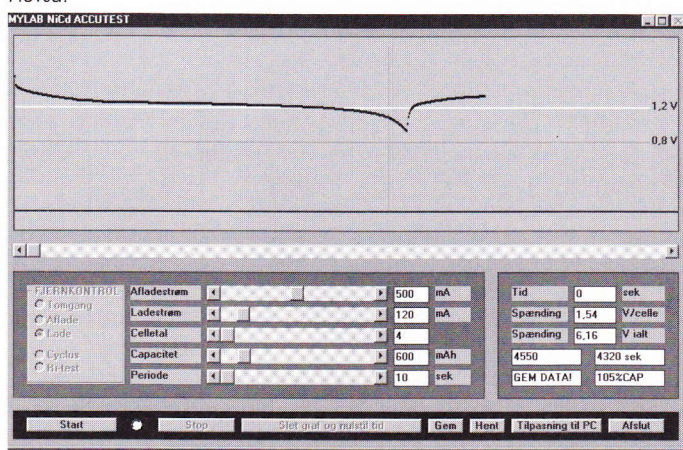 MYLAB NiCd ACCUTEST
1,2 V
0,8 V
FJERNKONTROL
Tomgang
Aflade
Lade
Cyclus
Ri-test
Afladestrøm 500 mA
Ladestrøm 120 mA
Celletal 4
Capacitet 600 mAh
Periode 10 sek
Tid 0 sek
Spænding 1,54 V/celle
Spænding 6,16 V ialt
4550 4320 sek
GEM DATA! 105%CAP
Start Stop Slet graf og nulstil tid Gem Hent Tilpasning til PC Afslut